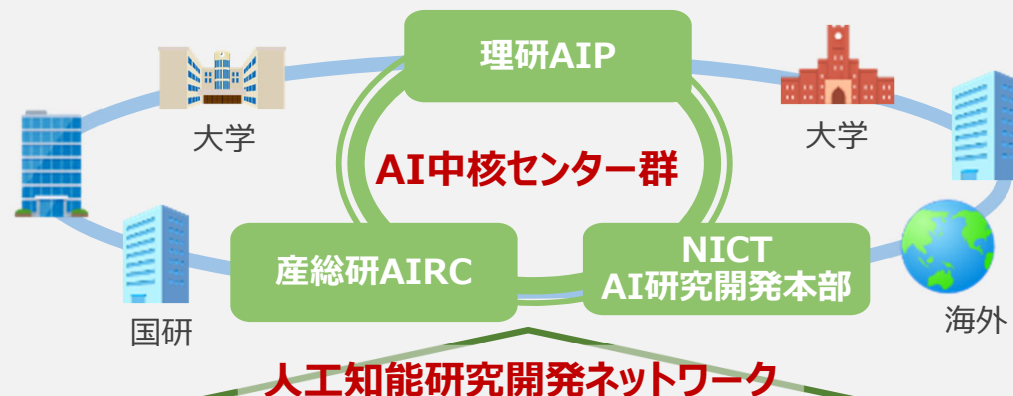 理研AIP
大学
大学
AI中核センター群
産総研AIRC
NICT
AI研究開発本部
国研
海外
人工知能研究開発ネットワーク